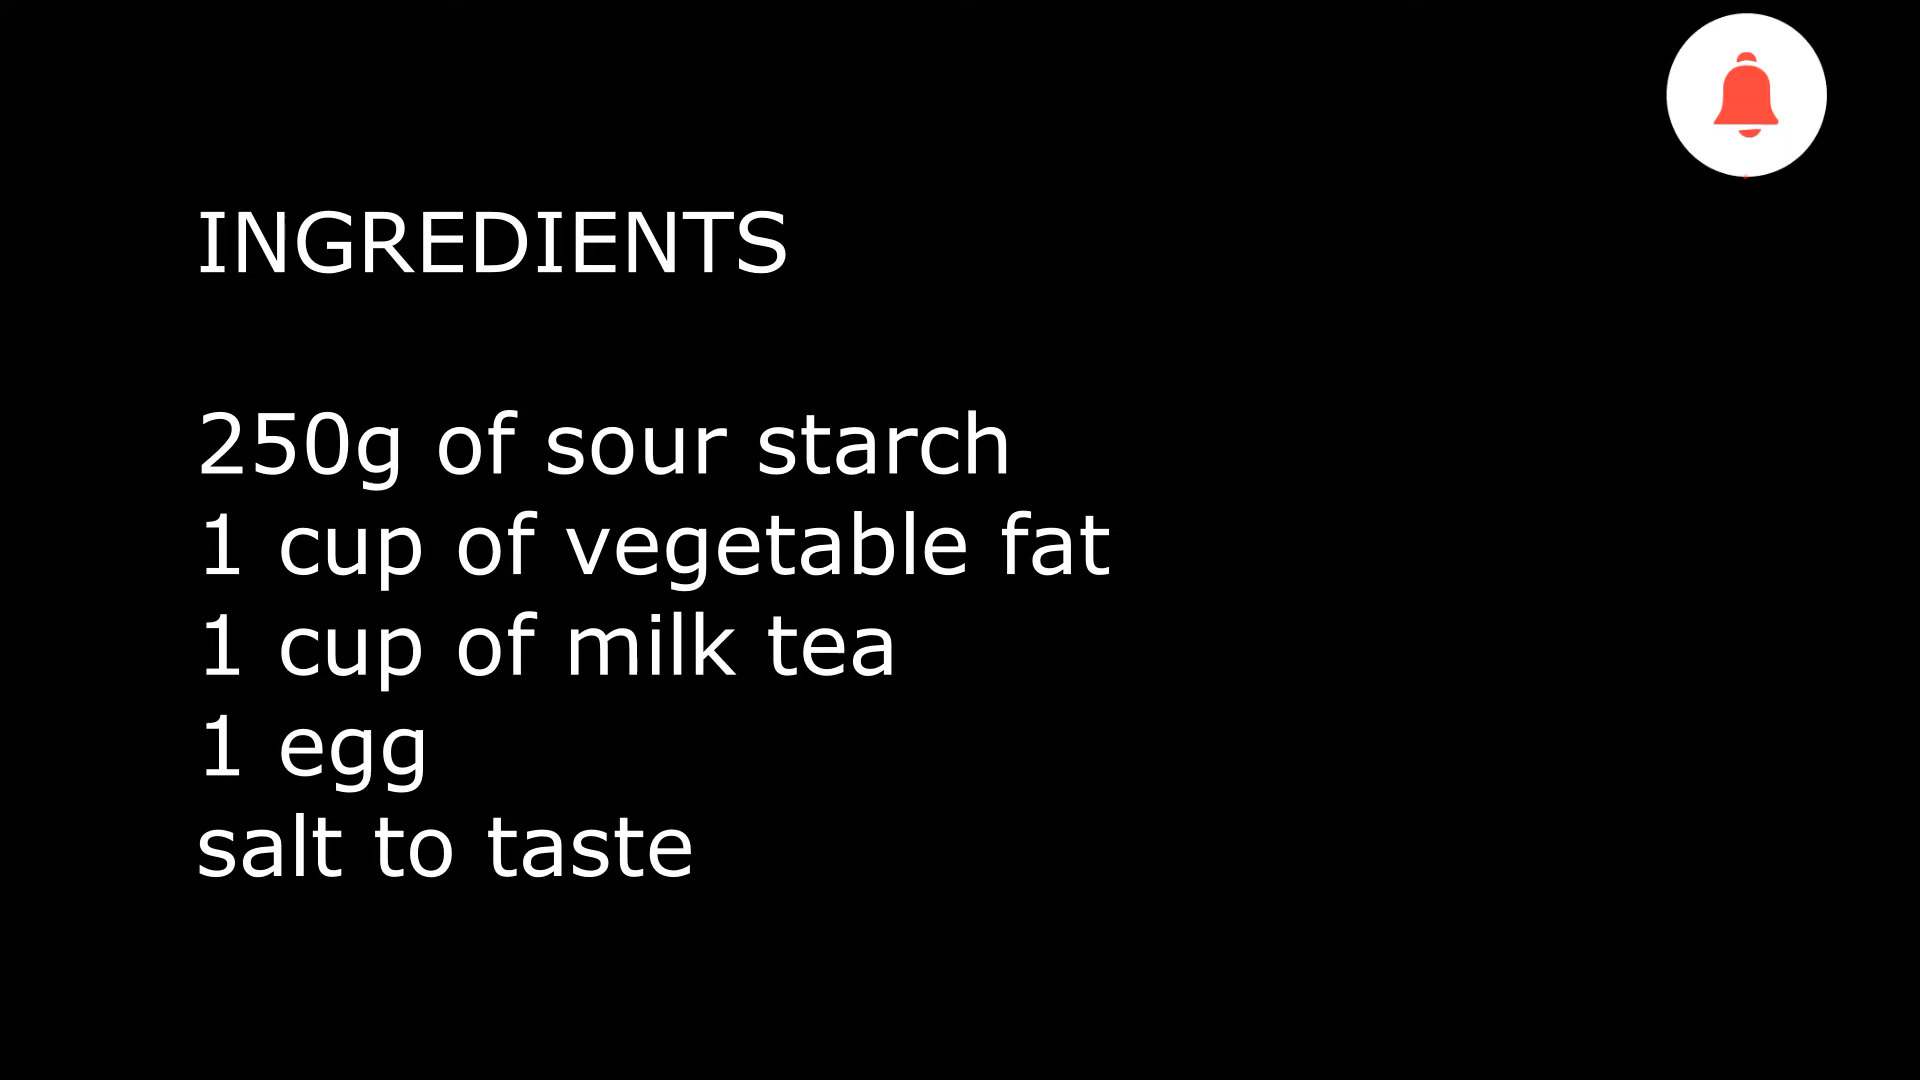 INGREDIENTS
250g of sour starch
1 cup of vegetable fat
1 cup of milk tea
1 egg
salt to taste